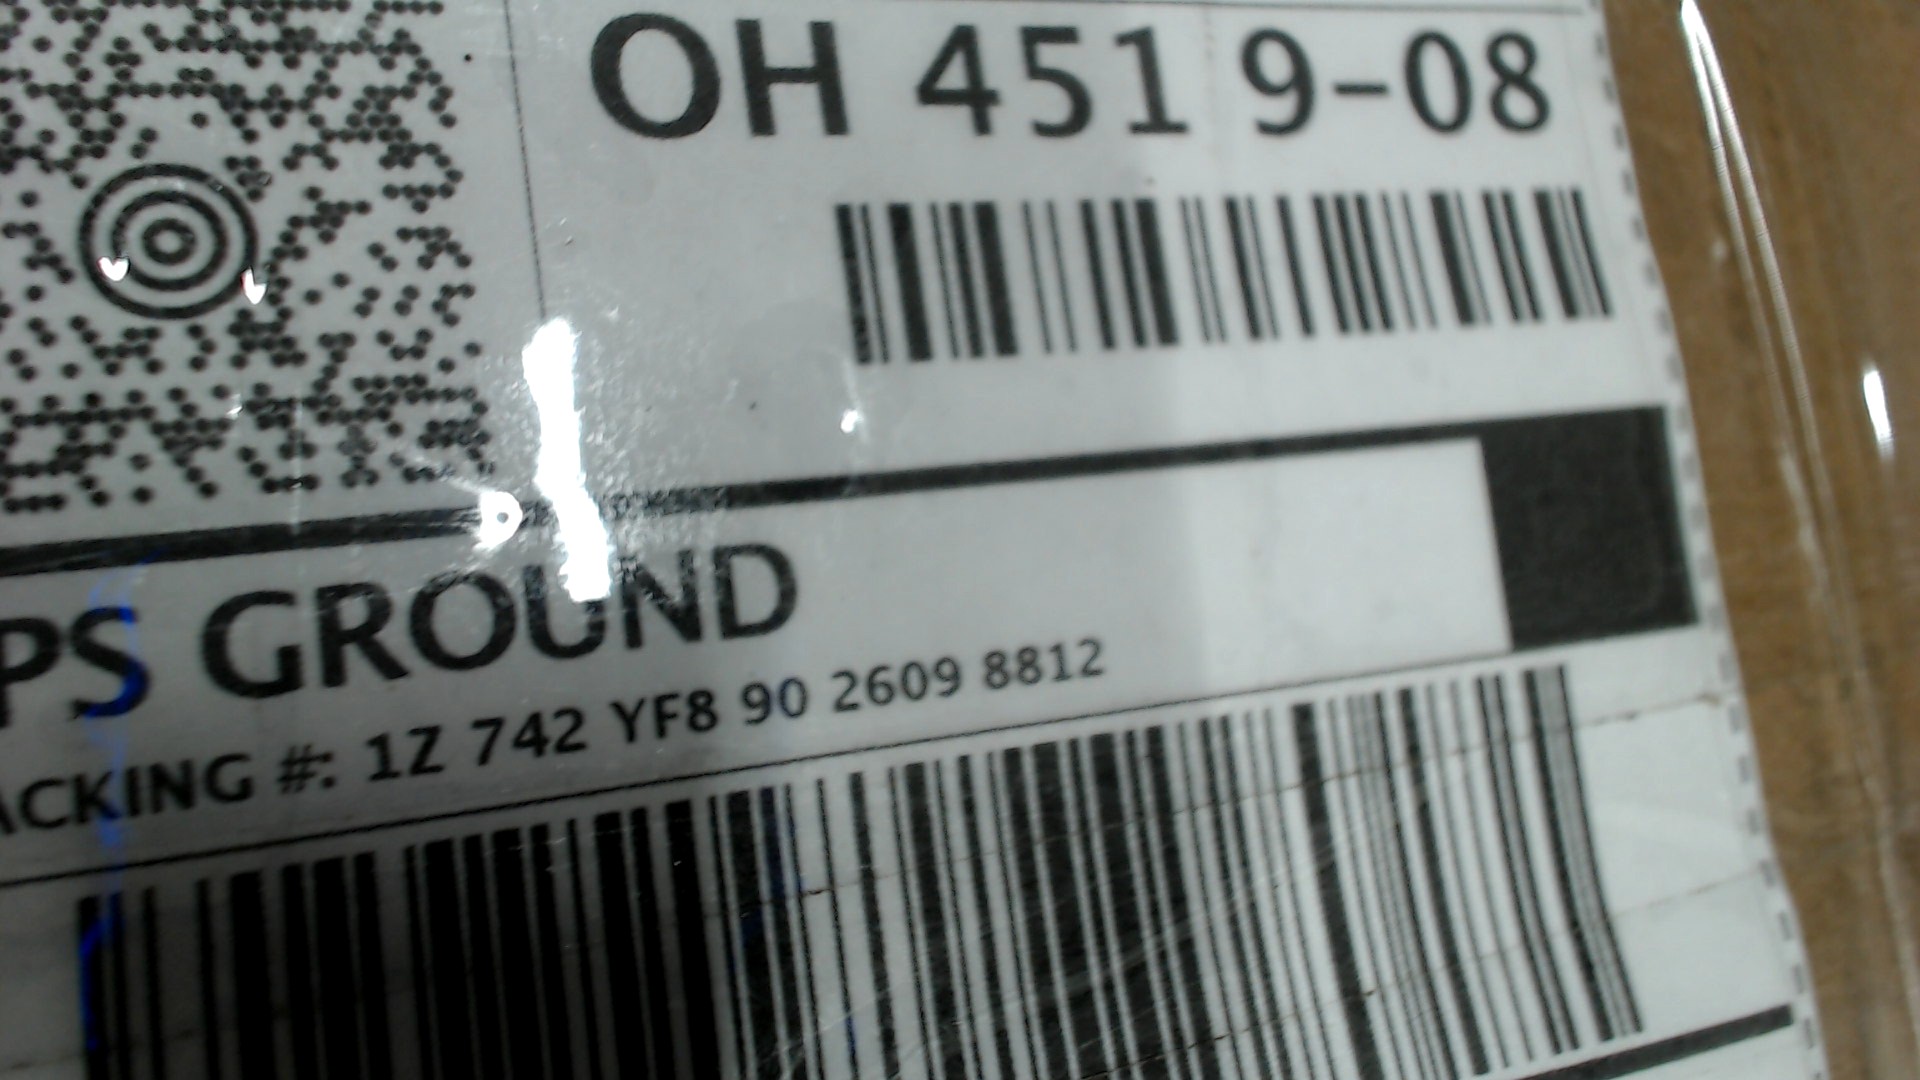 OH 451 9-08
PS GROUND
ACKING #: 1Z 742 YF8 90 2609 8812